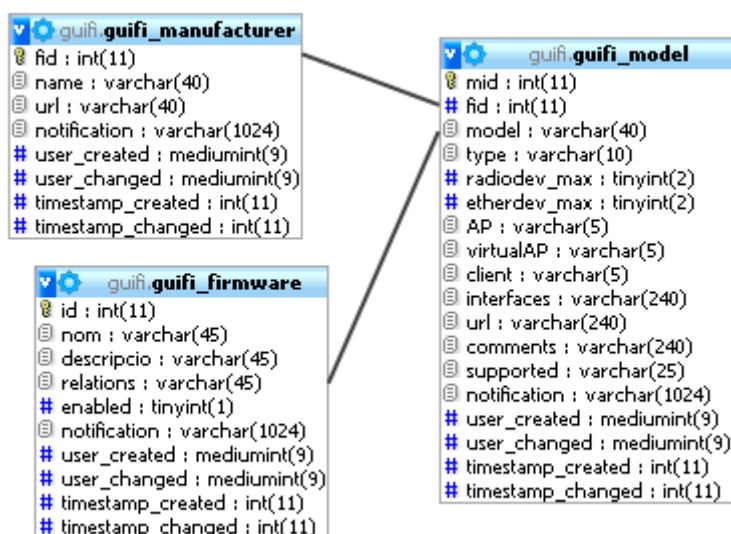 guifi.guifi_manufacturer
fid : int(11)
name : varchar(40)
url : varchar(40)
notification : varchar(1024)
# user_created : mediumint(9)
# user_changed : mediumint(9)
# timestamp_created : int(11)
# timestamp_changed : int(11)
guifi.guifi_model
mid : int(11)
# fid : int(11)
model : varchar(40)
type : varchar(10)
# radiodev_max : tinyint(2)
# etherdev_max : tinyint(2)
AP : varchar(5)
virtualAP : varchar(5)
client : varchar(5)
interfaces : varchar(240)
url : varchar(240)
comments : varchar(240)
supported : varchar(25)
notification : varchar(1024)
# user_created : mediumint(9)
# user_changed : mediumint(9)
# timestamp_created : int(11)
# timestamp_changed : int(11)
guifi.guifi_firmware
id : int(11)
nom : varchar(45)
descripcio : varchar(45)
relations : varchar(45)
# enabled : tinyint(1)
notification : varchar(1024)
# user_created : mediumint(9)
# user_changed : mediumint(9)
# timestamp_created : int(11)
# timestamp_changed : int(11)